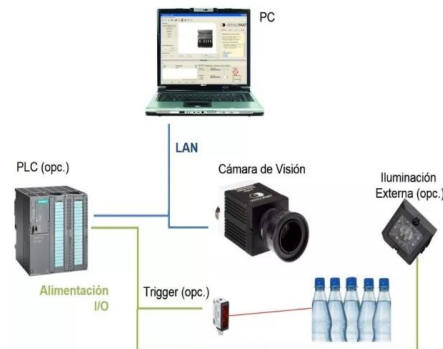 PC
LAN
PLC (opc.)
Cámara de Visión
Iluminación
Externa (opc.)
Alimentación
I/O
Trigger (opc.)